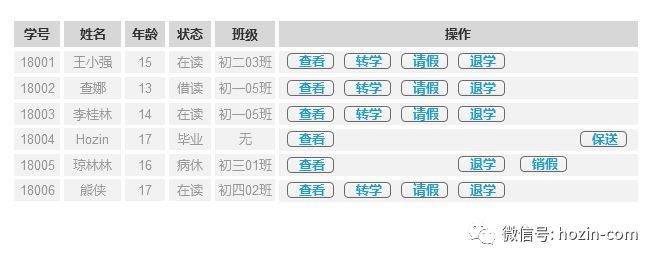 学号 姓名 年龄 状态 班级 操作
18001 王小强 15 在读 初二03班 查看 转学 请假 退学
18002 查娜 13 借读 初一05班 查看 转学 请假 退学
18003 李桂林 14 在读 初一05班 查看 转学 请假 退学
18004 Hozin 17 毕业 无 查看 保送
18005 琼林林 16 病休 初三01班 查看 退学 销假
18006 熊侠 17 在读 初四02班 查看 转学 请假 退学
微信号: hozin-com